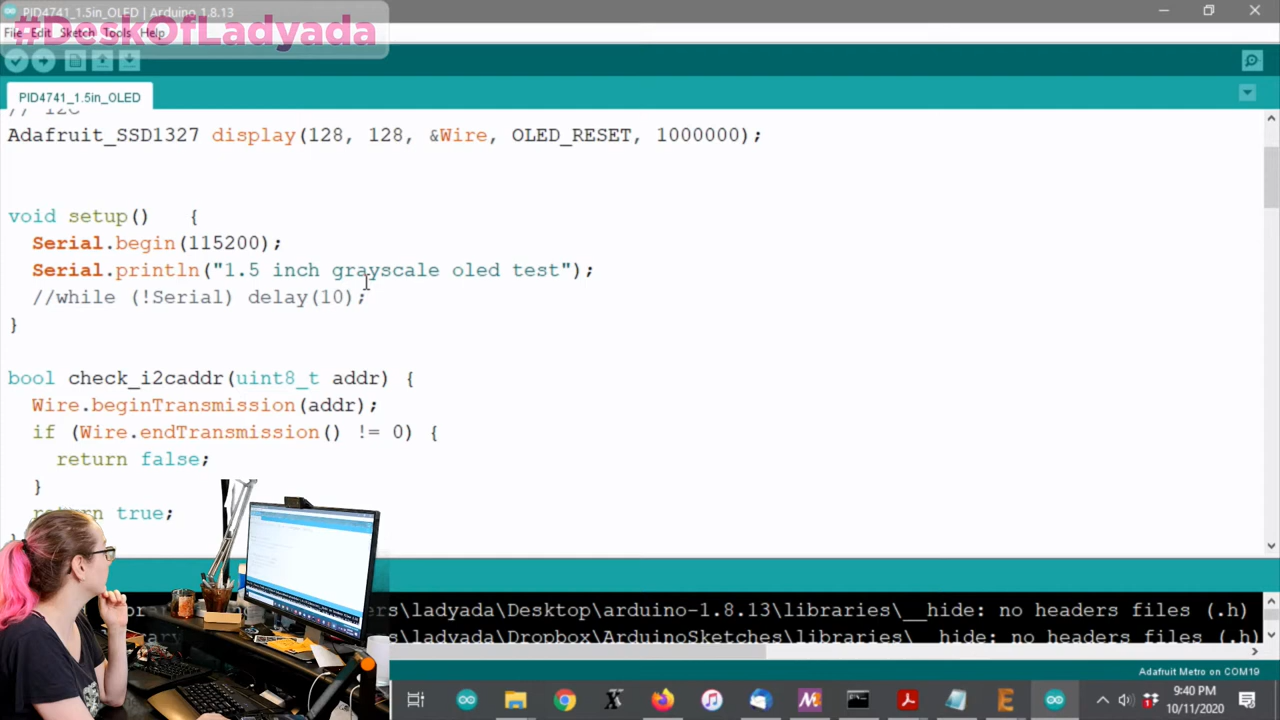 PID4741_1.5in_OLED | Arduino 1.8.13
#DeskOfLadyada
File Edit Sketch Tools Help
PID4741_1.5in_OLED
// I2C
Adafruit_SSD1327 display(128, 128, &Wire, OLED_RESET, 1000000);
void setup()   {
Serial.begin(115200);
Serial.println("1.5 inch grayscale oled test");
//while (!Serial) delay(10);
}
bool check_i2caddr(uint8_t addr) {
Wire.beginTransmission(addr);
if (Wire.endTransmission() != 0) {
return false;
}
return true;
}
\ladyada\Desktop\arduino-1.8.13\libraries\__hide: no headers files (.h)
\ladyada\Dropbox\ArduinoSketches\libraries\__hide: no headers files (.h)
Adafruit Metro on COM19
9:40 PM
10/11/2020